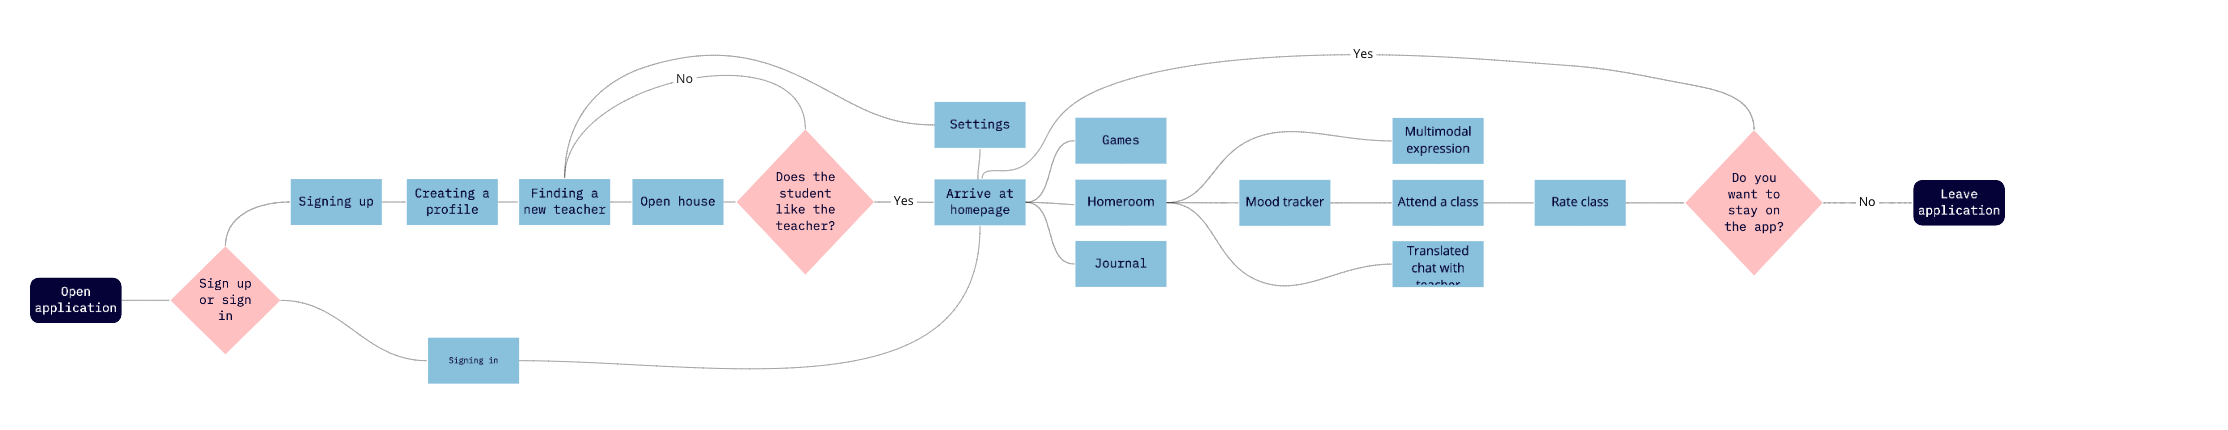 Open
application
Sign up
or sign
in
Signing up
Creating a
profile
Finding a
new teacher
Open house
No
Does the
student
like the
teacher?
Yes
Signing in
Settings
Arrive at
homepage
Games
Homeroom
Journal
Mood tracker
Multimodal
expression
Attend a class
Translated
chat with
teacher
Rate class
Yes
Do you
want to
stay on
the app?
No
Leave
application